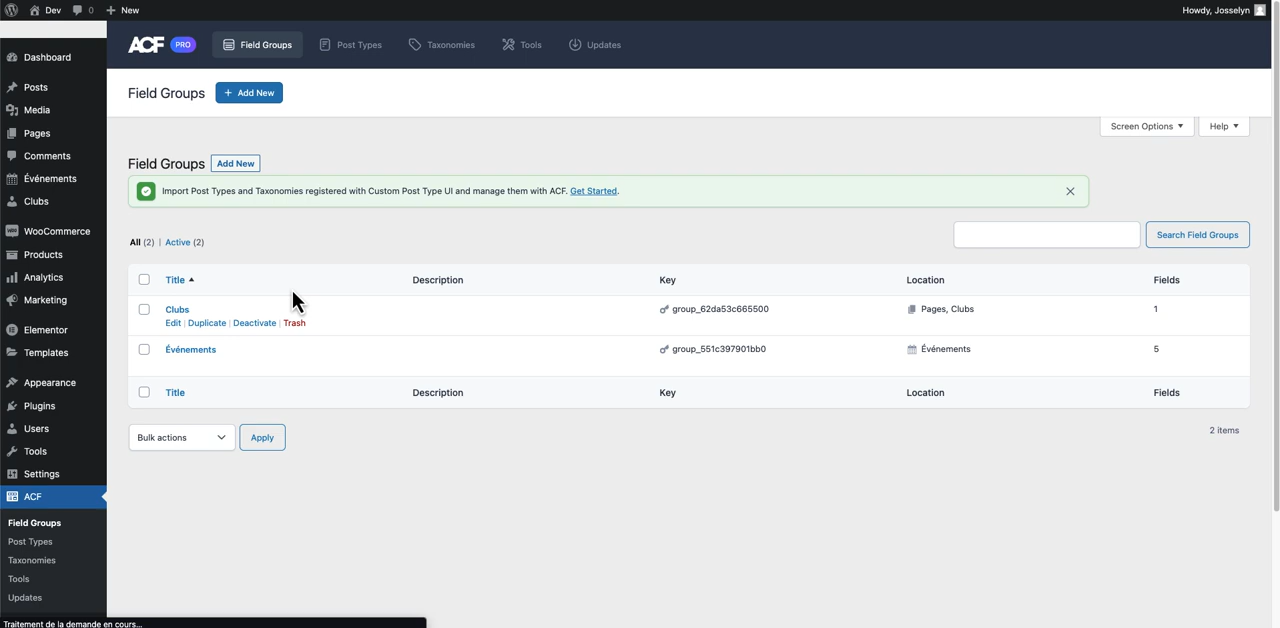 Dev 0 New Howdy, Josselyn
ACF PRO Field Groups Post Types Taxonomies Tools Updates
Dashboard
Posts
Media
Pages
Comments
Événements
Clubs
WooCommerce
Products
Analytics
Marketing
Elementor
Templates
Appearance
Plugins
Users
Tools
Settings
ACF
Field Groups
Post Types
Taxonomies
Tools
Updates
Field Groups + Add New
Screen Options Help
Field Groups Add New
Import Post Types and Taxonomies registered with Custom Post Type UI and manage them with ACF. Get Started.
All (2) | Active (2) Search Field Groups
Title Description Key Location Fields
Clubs group_62da53c665500 Pages, Clubs 1
Edit | Duplicate | Deactivate | Trash
Événements group_551c397901bb0 Événements 5
Title Description Key Location Fields
Bulk actions Apply 2 items
Traitement de la demande en cours...